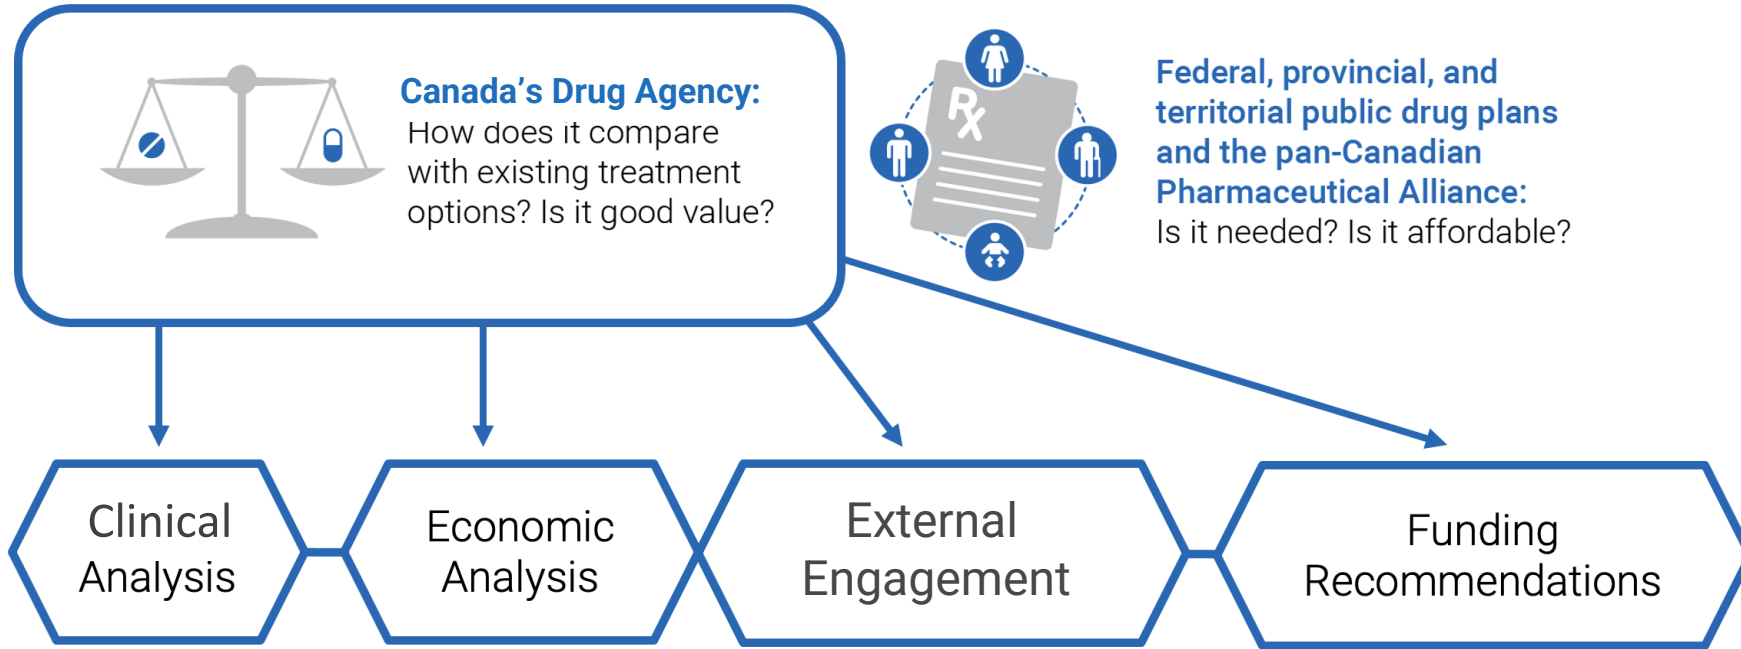 Canada's Drug Agency:
How does it compare
with existing treatment
options? Is it good value?
Rx
Federal, provincial, and
territorial public drug plans
and the pan-Canadian
Pharmaceutical Alliance:
Is it needed? Is it affordable?
Clinical
Analysis
Economic
Analysis
External
Engagement
Funding
Recommendations